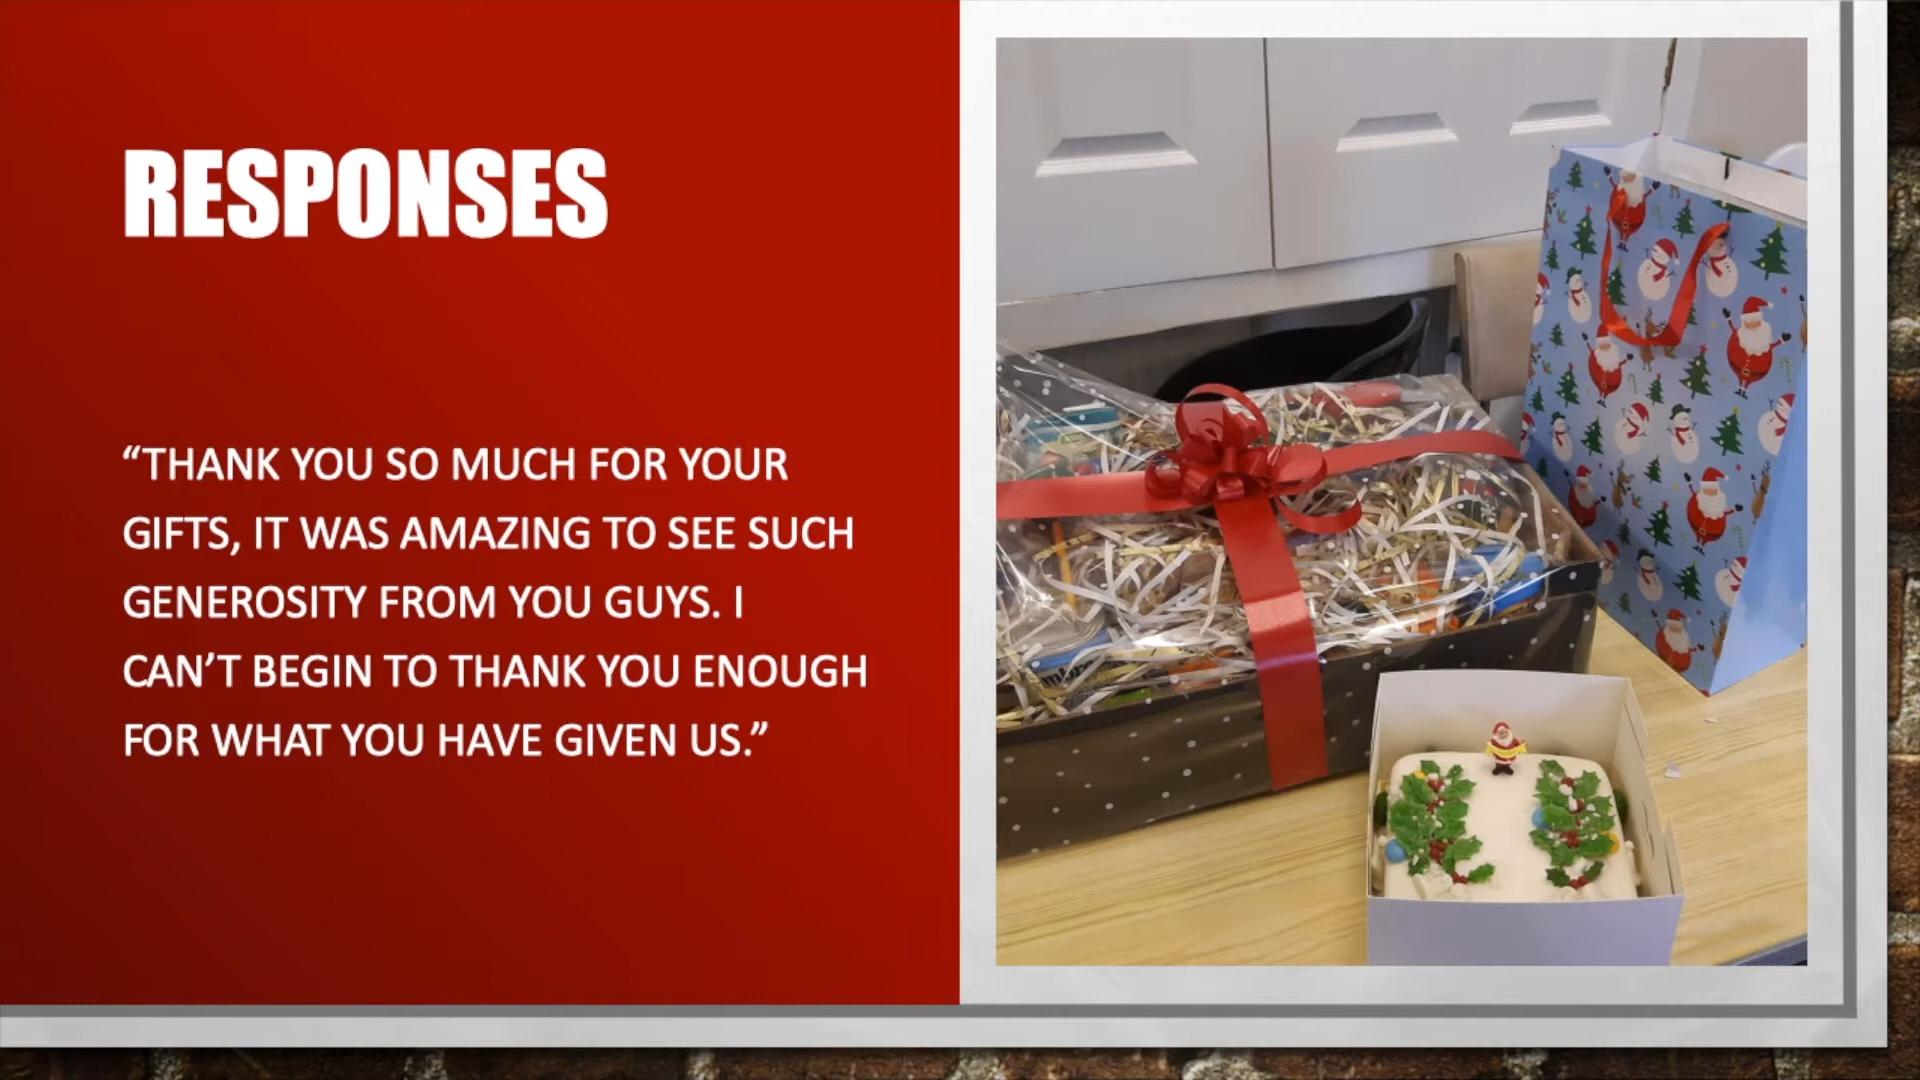 RESPONSES
“THANK YOU SO MUCH FOR YOUR
GIFTS, IT WAS AMAZING TO SEE SUCH
GENEROSITY FROM YOU GUYS. I
CAN’T BEGIN TO THANK YOU ENOUGH
FOR WHAT YOU HAVE GIVEN US.”